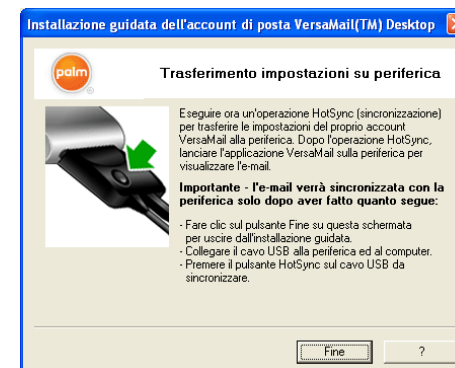 Installazione guidata dell'account di posta VersaMail(TM) Desktop
palm
Trasferimento impostazioni su periferica
Eseguire ora un'operazione HotSync (sincronizzazione)
per trasferire le impostazioni del proprio account
VersaMail alla periferica. Dopo l'operazione HotSync,
lanciare l'applicazione VersaMail sulla periferica per
visualizzare l'e-mail.
Importante - l'e-mail verrà sincronizzata con la
periferica solo dopo aver fatto quanto segue:
- Fare clic sul pulsante Fine su questa schermata
per uscire dall'installazione guidata.
- Collegare il cavo USB alla periferica ed al computer.
- Premere il pulsante HotSync sul cavo USB da
sincronizzare.
Fine
?